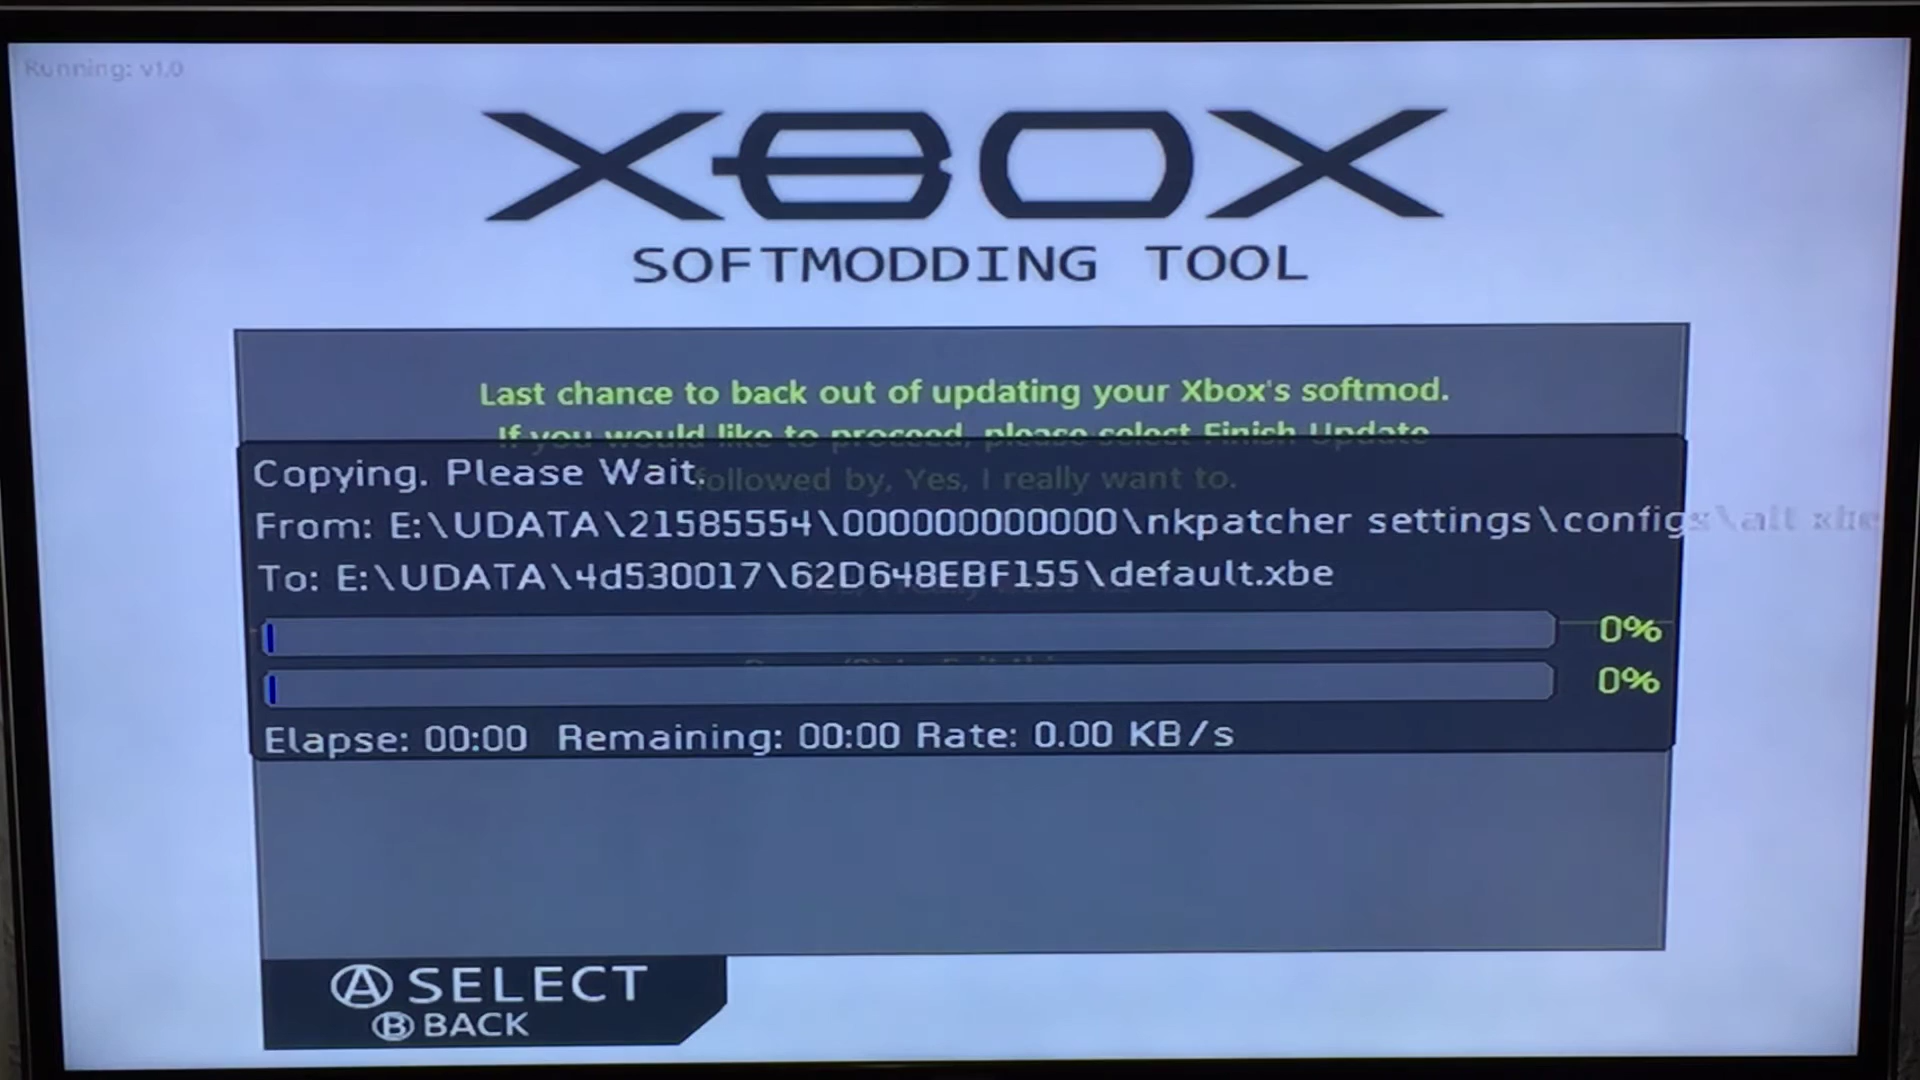 Running: v1.0
XBOX
SOFTMODDING TOOL
Last chance to back out of updating your Xbox's softmod.
If you would like to proceed, please select Finish Update
followed by, Yes, I really want to.
Copying. Please Wait.
From: E:\UDATA\21585554\000000000000\nkpatcher settings\configs\alt xbe
To: E:\UDATA\4d530017\62D648EBF155\default.xbe
0%
0%
Elapse: 00:00 Remaining: 00:00 Rate: 0.00 KB/s
A SELECT
B BACK